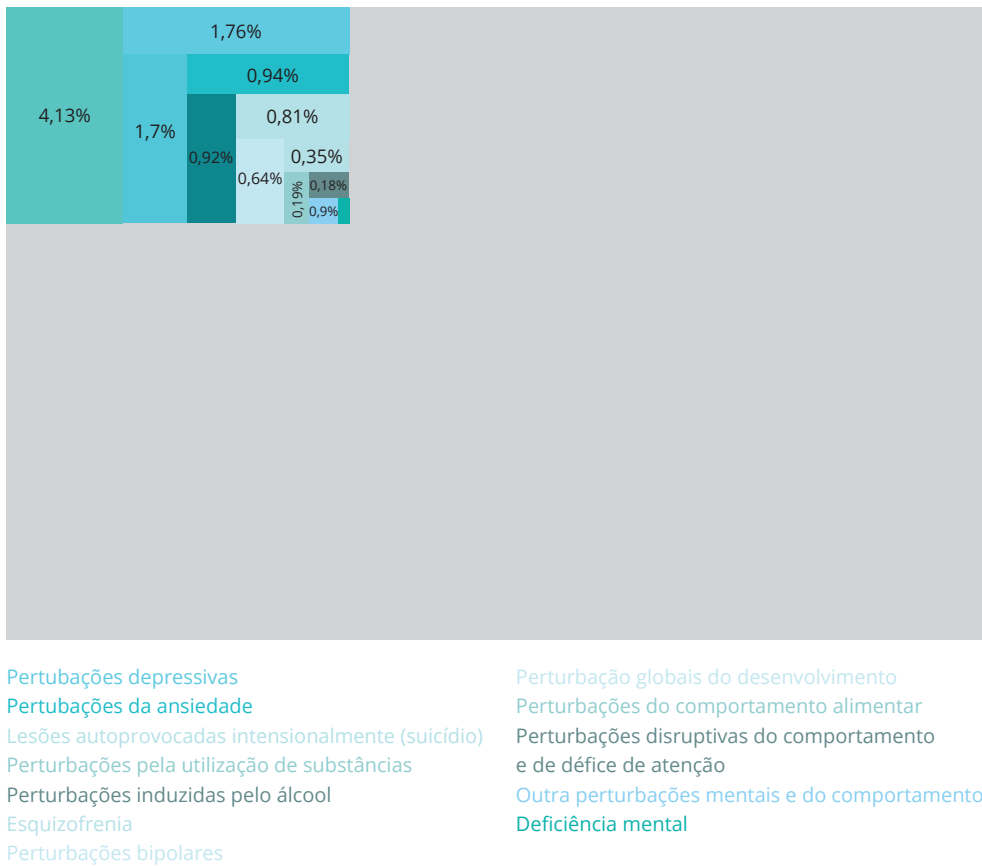 1,76%
0,94%
4,13%
0,81%
1,7%
0,92%
0,35%
0,64%
0,19%
0,18%
0,9%
Pertubações depressivas
Pertubações da ansiedade
Lesões autoprovocadas intensionalmente (suicídio)
Perturbações pela utilização de substâncias
Perturbações induzidas pelo álcool
Esquizofrenia
Perturbações bipolares
Perturbação globais do desenvolvimento
Perturbações do comportamento alimentar
Perturbações disruptivas do comportamento
e de défice de atenção
Outra perturbações mentais e do comportamento
Deficiência mental